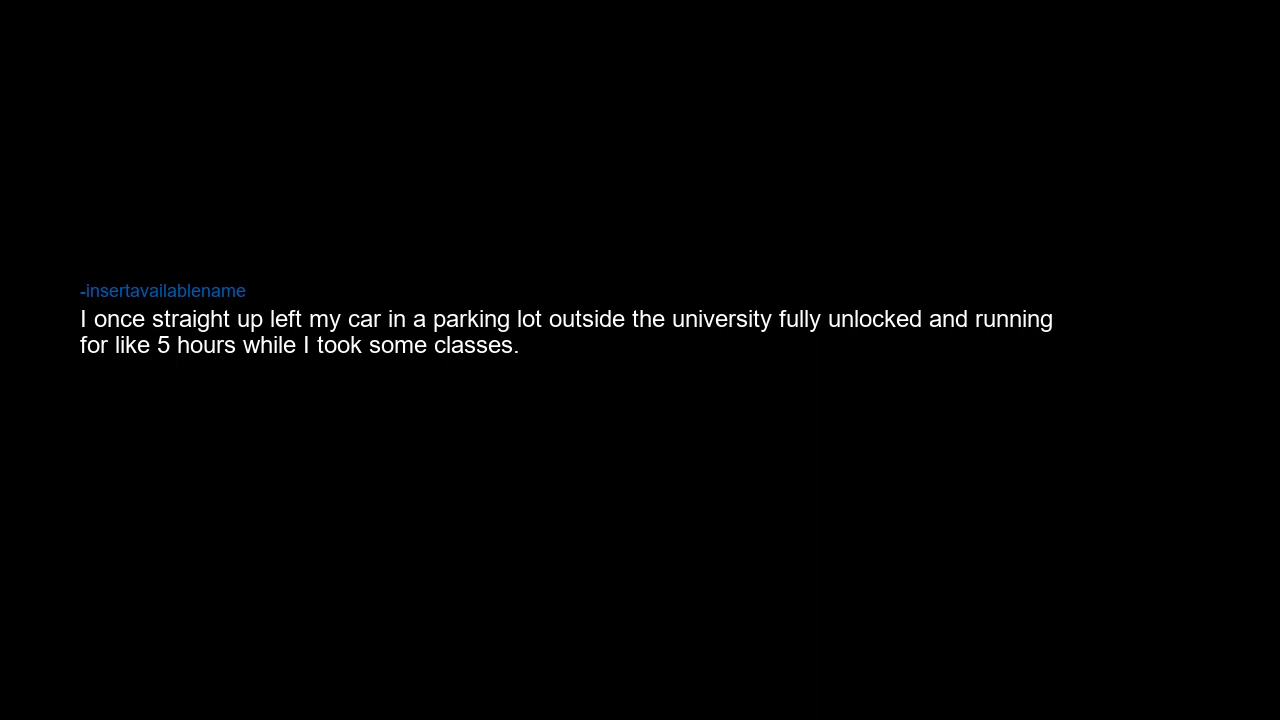 -insertavailablename
I once straight up left my car in a parking lot outside the university fully unlocked and running
for like 5 hours while I took some classes.